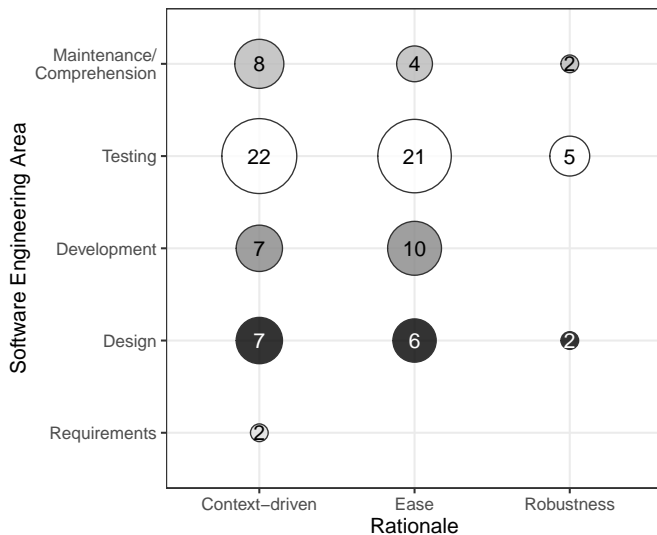 Maintenance/
Comprehension
8
4
2
Testing
22
21
5
Development
7
10
Design
7
6
2
Requirements
2
Software Engineering Area
Context−driven
Ease
Robustness
Rationale